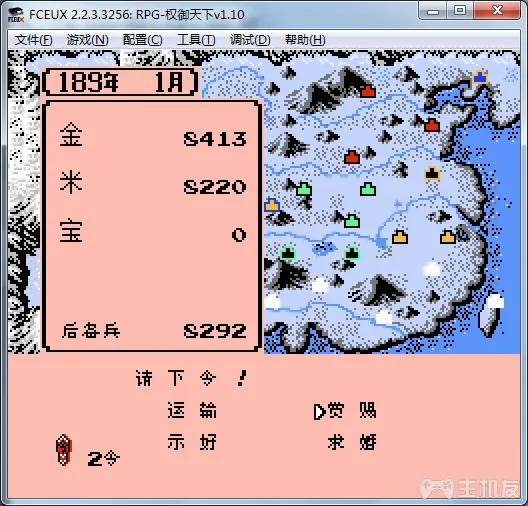 FCEUX 2.2.3.3256: RPG-权御天下v1.10
FCEUX
文件(F) 游戏(N) 配置(C) 工具(T) 调试(D) 帮助(H)
189年 1月
金 8413
米 8220
宝 0
后备兵 8292
请下令!
运输 赏赐
示好 求婚
2令
主机友